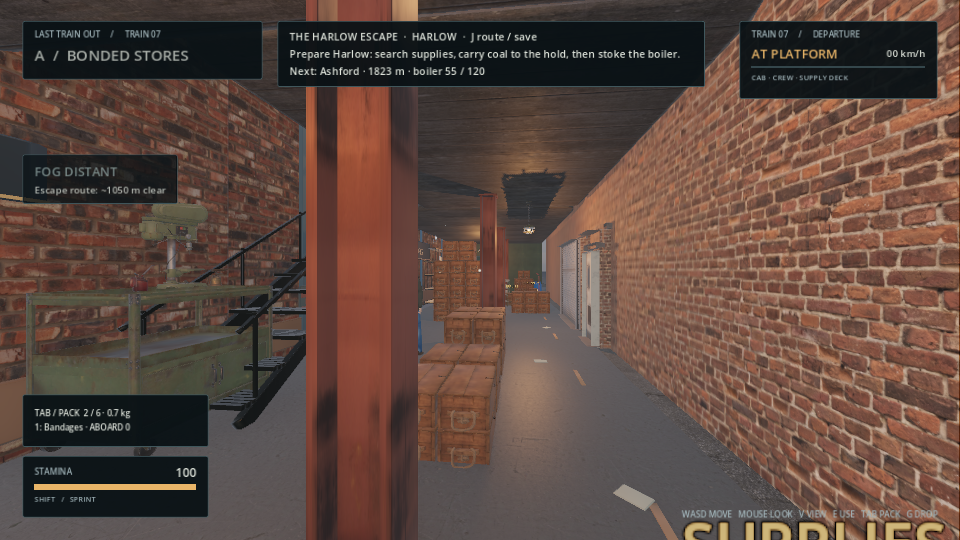 LAST TRAIN OUT / TRAIN 07
A / BONDED STORES
THE HARLOW ESCAPE · HARLOW · J route / save
Prepare Harlow: search supplies, carry coal to the hold, then stoke the boiler.
Next: Ashford · 1823 m · boiler 55 / 120
TRAIN 07 / DEPARTURE
AT PLATFORM 00 km/h
CAB · CREW · SUPPLY DECK
FOG DISTANT
Escape route: ~1050 m clear
TAB / PACK 2 / 6 · 0.7 kg
1: Bandages · ABOARD 0
STAMINA 100
SHIFT / SPRINT
WASD MOVE MOUSE LOOK V VIEW E USE TAB PACK G DROP
SUPPLIES